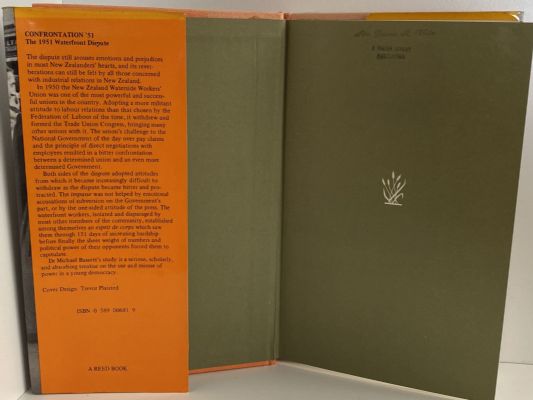 CONFRONTATION '51
The 1951 Waterfront Dispute
The dispute still arouses emotions and prejudices
in most New Zealanders' hearts, and its rever-
berations can still be felt by all those concerned
with industrial relations in New Zealand.
In 1950 the New Zealand Waterside Workers'
Union was one of the most powerful and success-
ful unions in the country. Adopting a more militant
attitude to labour relations than that chosen by the
Federation of Labour of the time, it withdrew and
formed the Trade Union Congress, bringing many
other unions with it. The union's challenge to the
National Government of the day over pay claims
and the principle of direct negotiations with
employers resulted in a bitter confrontation
between a determined union and an even more
determined Government.
Both sides of the dispute adopted attitudes
from which it became increasingly difficult to
withdraw as the dispute became bitter and pro-
tracted. The impasse was not helped by emotional
accusations of subversion on the Government's
part, or by the one-sided attitude of the press. The
waterfront workers, isolated and disparaged by
most other members of the community, established
among themselves an esprit de corps which saw
them through 151 days of increasing hardship
before finally the sheer weight of numbers and
political power of their opponents forced them to
capitulate.
Dr Michael Bassett's study is a serious, scholarly,
and absorbing treatise on the use and misuse of
power in a young democracy.
Cover Design: Trevor Plaisted
ISBN 0 589 00681 9
A REED BOOK